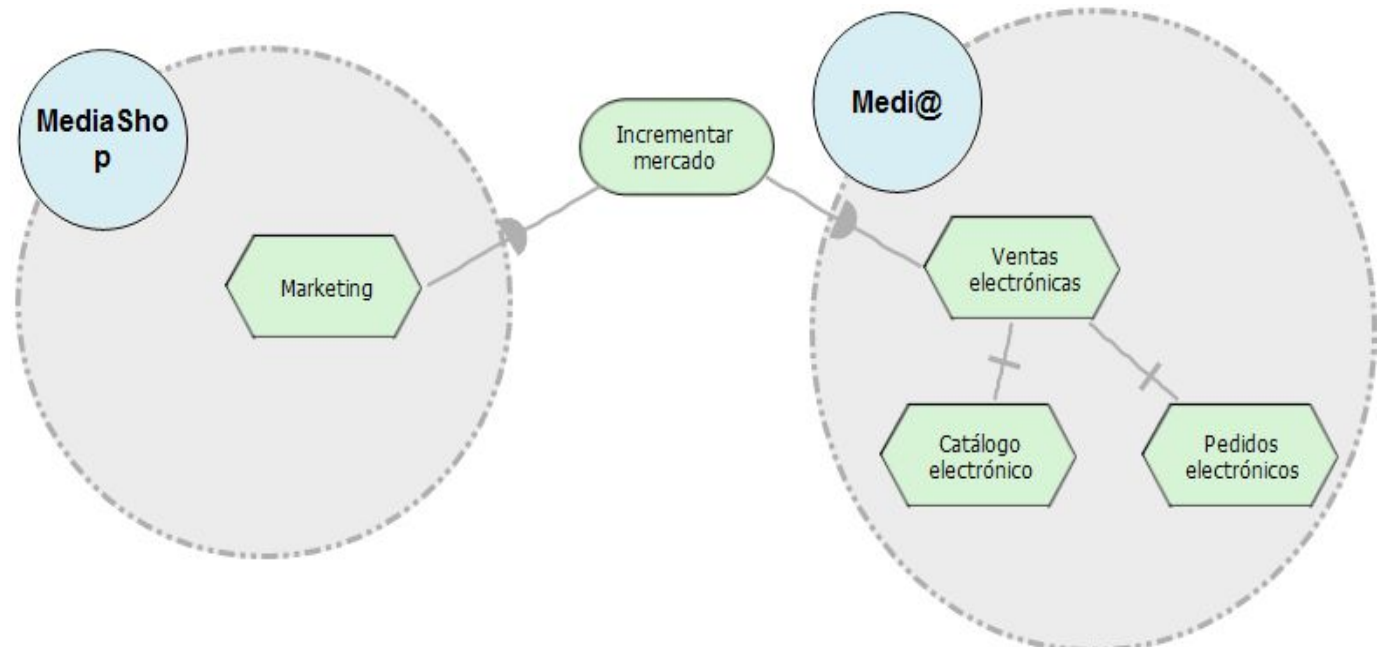 MediaSho
p
Marketing
Incrementar
mercado
Medi@
Ventas
electrónicas
Catálogo
electrónico
Pedidos
electrónicos